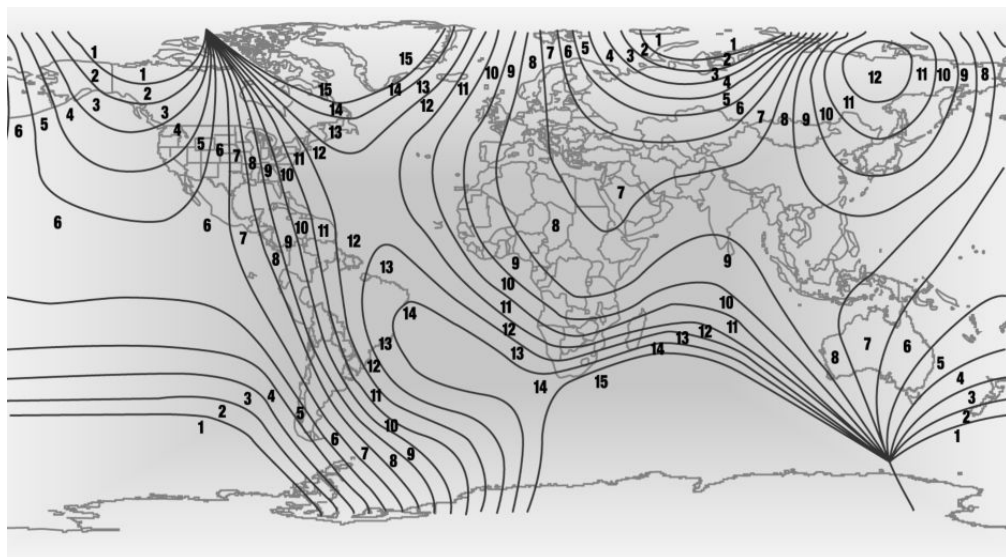 7 1 1
5 2 6
1 4 3
15 2 8
2 1 10 9 3 12 11 10 9 8
15 14 13 11 4
3 2 14 12 5 6 11
4 3 7 8 9 10
6 5 4 13
5 6 7 11 12
8 9 10
7
6 6 8
7 10 11 12
9
8 13 9 9
10
14 11 10
12 12 11
13 13 13 14 7 6
12 8 5
14 15 4
3 4 11 3
2 5 2
1 10 1
6
7 8 9